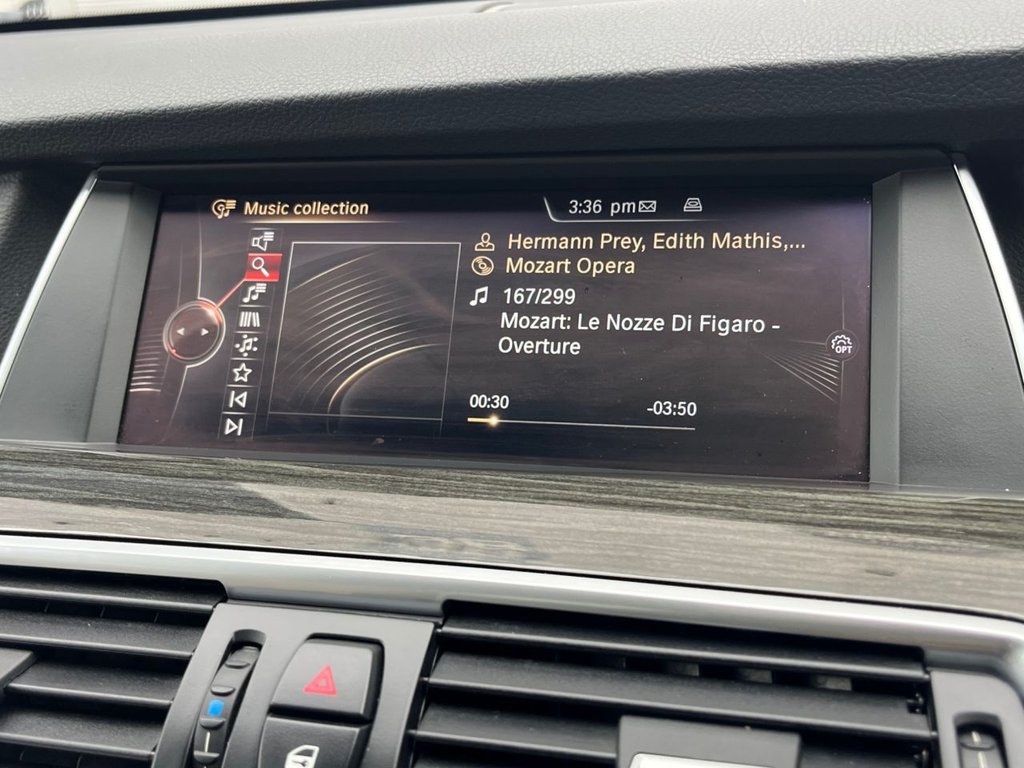 Music collection
3:36 pm
Hermann Prey, Edith Mathis,...
Mozart Opera
167/299
Mozart: Le Nozze Di Figaro -
Overture
OPT
00:30
-03:50